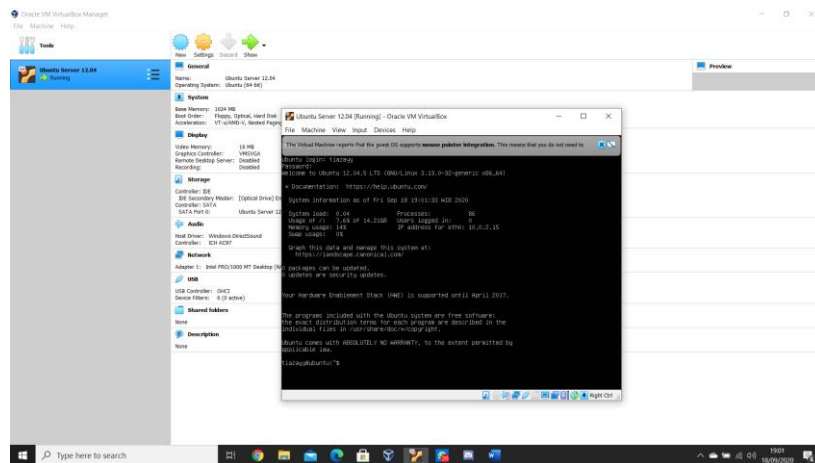 Oracle VM VirtualBox Manager
File Machine Help
Tools
New Settings Discard Show
Ubuntu Server 12.04
Running
General
Name: Ubuntu Server 12.04
Operating System: Ubuntu (64-bit)
System
Base Memory: 1024 MB
Boot Order: Floppy, Optical, Hard Disk
Acceleration: VT-x/AMD-V, Nested Paging
Display
Video Memory: 16 MB
Graphics Controller: VMSVGA
Remote Desktop Server: Disabled
Recording: Disabled
Storage
Controller: IDE
IDE Secondary Master: [Optical Drive]
Controller: SATA
SATA Port 0: Ubuntu Server 12
Audio
Host Driver: Windows DirectSound
Controller: ICH AC97
Network
Adapter 1: Intel PRO/1000 MT Desktop
USB
USB Controller: OHCI
Device Filters: 0 (0 active)
Shared folders
None
Description
None
Preview
Ubuntu Server 12.04 [Running] - Oracle VM VirtualBox
File Machine View Input Devices Help
The Virtual Machine reports that the guest OS supports mouse pointer integration. This means that you do not need to
ubuntu login: tiazayy
Password:
Welcome to Ubuntu 12.04.5 LTS (GNU/Linux 3.13.0-32-generic x86_64)
* Documentation: https://help.ubuntu.com/
System information as of Fri Sep 18 19:01:33 WIB 2020
System load: 0.04 Processes: 86
Usage of /: 7.6% of 14.21GB Users logged in: 0
Memory usage: 14% IP address for eth0: 10.0.2.15
Swap usage: 0%
Graph this data and manage this system at:
https://landscape.canonical.com/
0 packages can be updated.
0 updates are security updates.
Your Hardware Enablement Stack (HWE) is supported until April 2017.
The programs included with the Ubuntu system are free software;
the exact distribution terms for each program are described in the
individual files in /usr/share/doc/*/copyright.
Ubuntu comes with ABSOLUTELY NO WARRANTY, to the extent permitted by
applicable law.
tiazayy@ubuntu:~$
Right Ctrl
Type here to search
19:01
18/09/2020